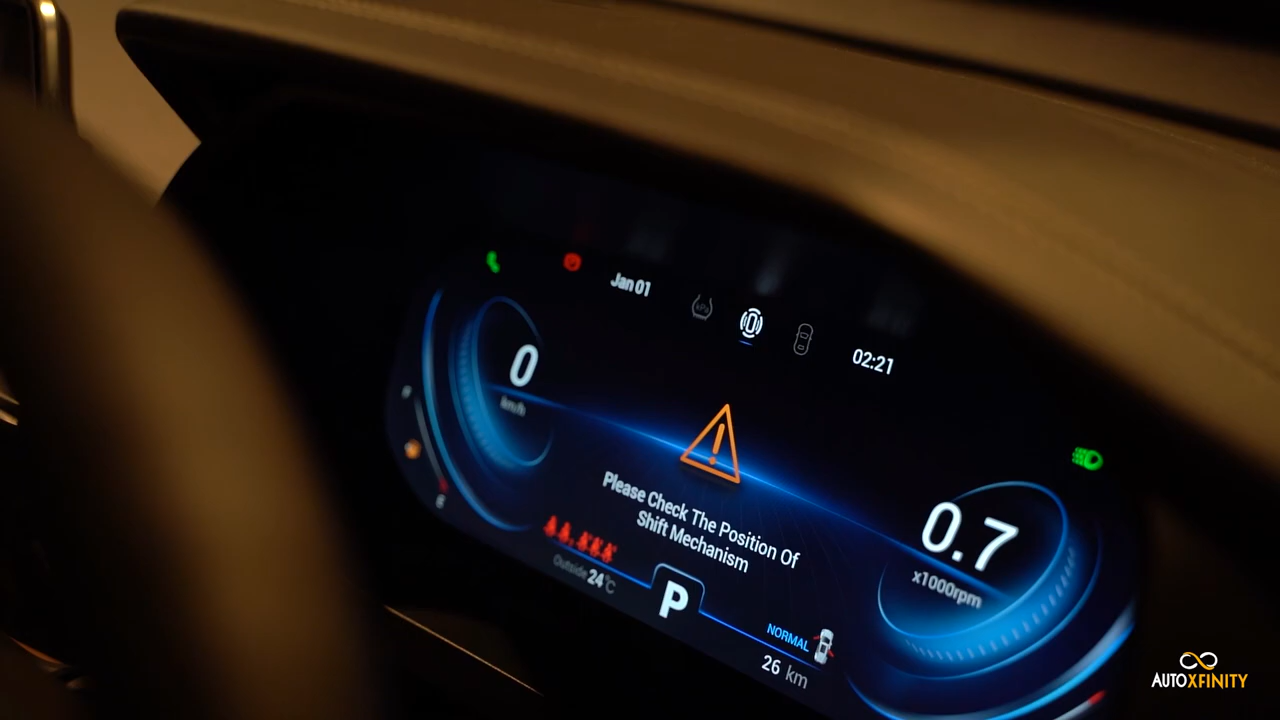 Jan 01
kPa
02:21
0
km/h
F
E
Please Check The Position Of
Shift Mechanism
0.7
x1000rpm
Outside 24°C
P
NORMAL
26 km
AUTOXFINITY